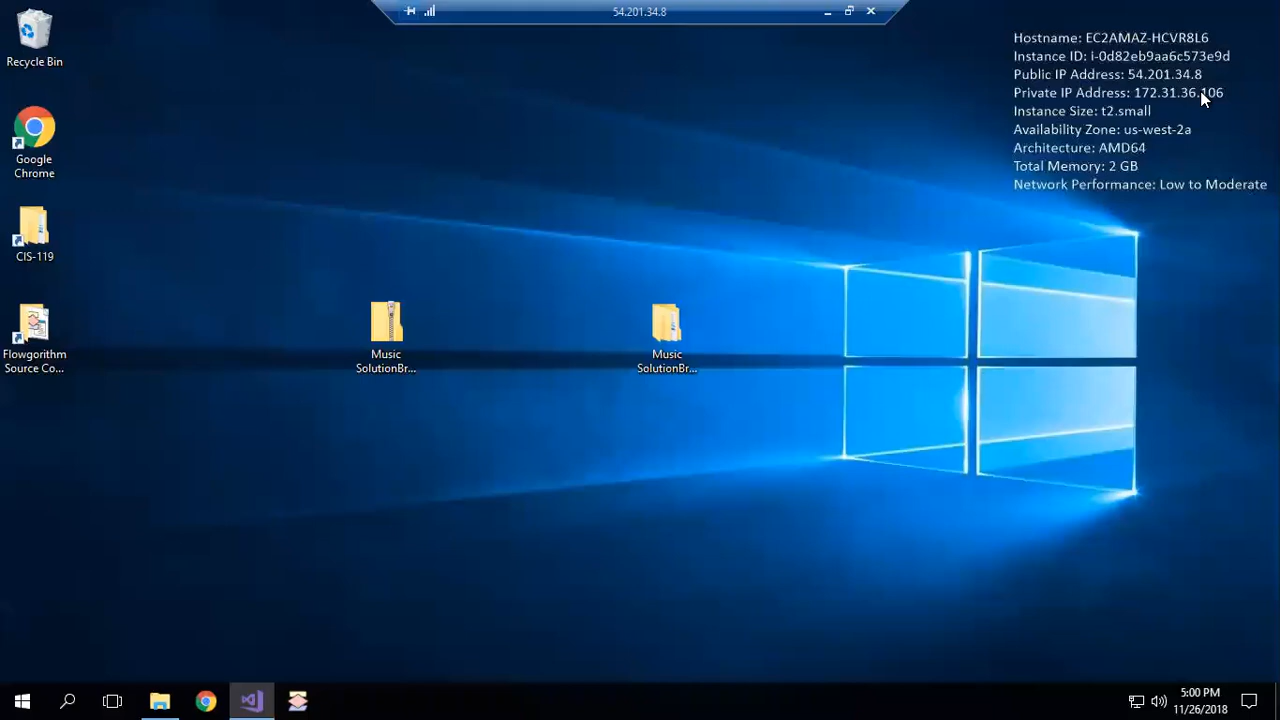 54.201.34.8
Hostname: EC2AMAZ-HCVR8L6
Instance ID: i-0d82eb9aa6c573e9d
Public IP Address: 54.201.34.8
Private IP Address: 172.31.36.106
Instance Size: t2.small
Availability Zone: us-west-2a
Architecture: AMD64
Total Memory: 2 GB
Network Performance: Low to Moderate
Recycle Bin
Google
Chrome
CIS-119
Flowgorithm
Source Co...
Music
SolutionBr...
Music
SolutionBr...
5:00 PM
11/26/2018